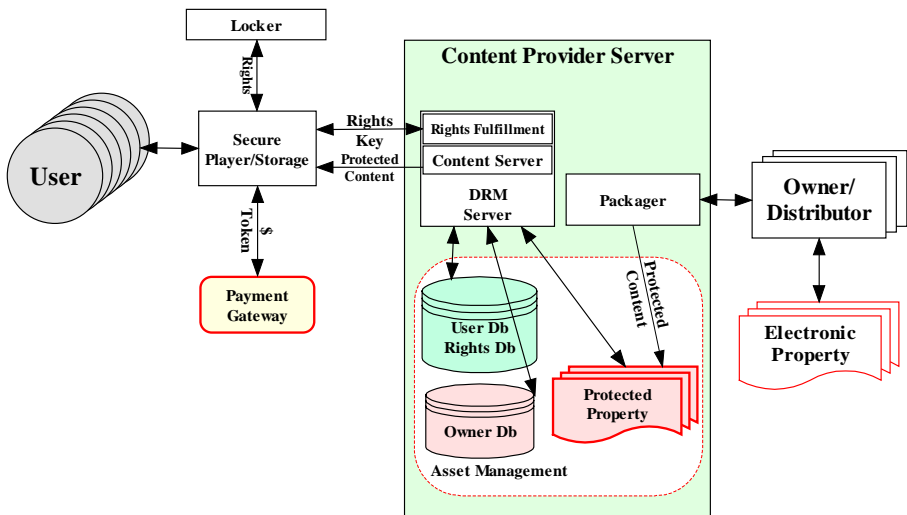 Locker
Rights
User
Secure
Player/Storage
$
Token
Payment
Gateway
Rights
Key
Protected
Content
Content Provider Server
Rights Fulfillment
Content Server
DRM
Server
Packager
Protected
Content
User Db
Rights Db
Owner Db
Protected
Property
Asset Management
Owner/
Distributor
Electronic
Property